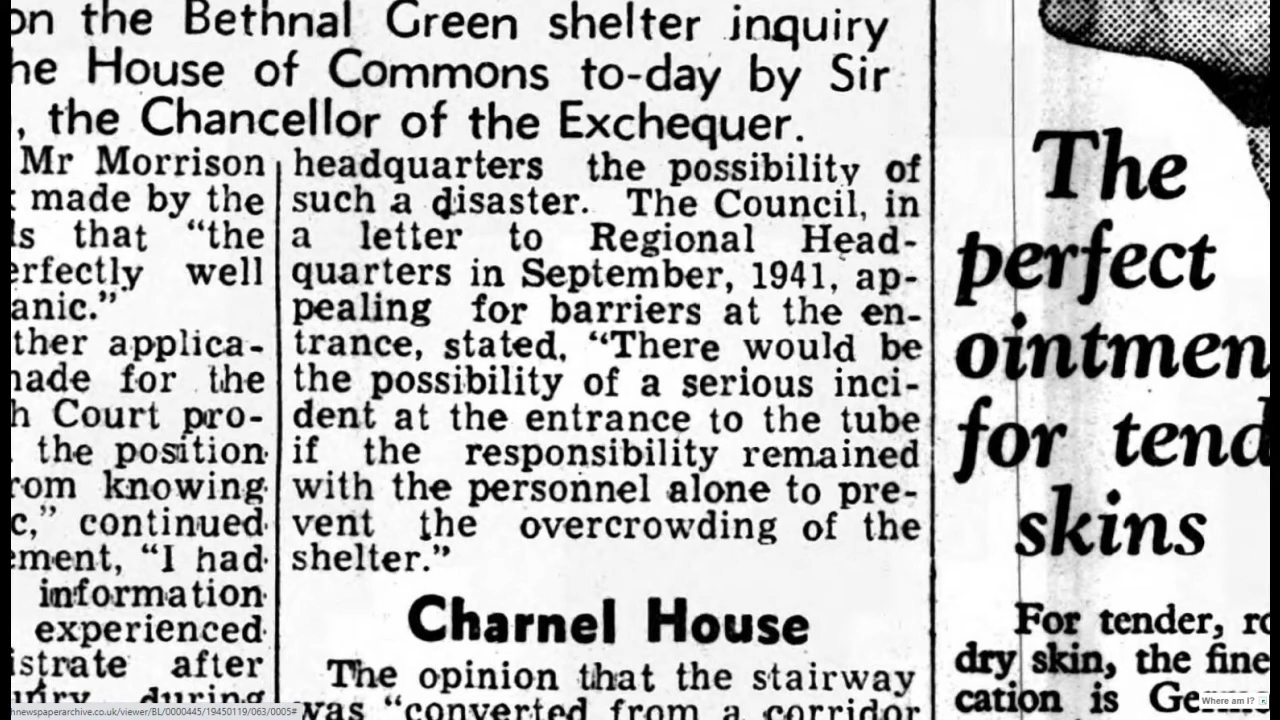 on the Bethnal Green shelter inquiry
he House of Commons to-day by Sir
, the Chancellor of the Exchequer.
Mr Morrison
made by the
s that “the
erfectly well
anic.”
ther applica-
nade for the
h Court pro-
the position
rom knowing
c,” continued
ement, “I had
information
experienced
istrate after
uiry during
headquarters the possibility of
such a disaster. The Council, in
a letter to Regional Head-
quarters in September, 1941, ap-
pealing for barriers at the en-
trance, stated, “There would be
the possibility of a serious inci-
dent at the entrance to the tube
if the responsibility remained
with the personnel alone to pre-
vent the overcrowding of the
shelter.”
Charnel House
The opinion that the stairway
was “converted from a corridor
The
perfect
ointmen
for tend
skins
For tender, ro
dry skin, the fine
cation is Germo
hnewspaperarchive.co.uk/viewer/BL/0000445/19450119/063/0005#
Where am I?